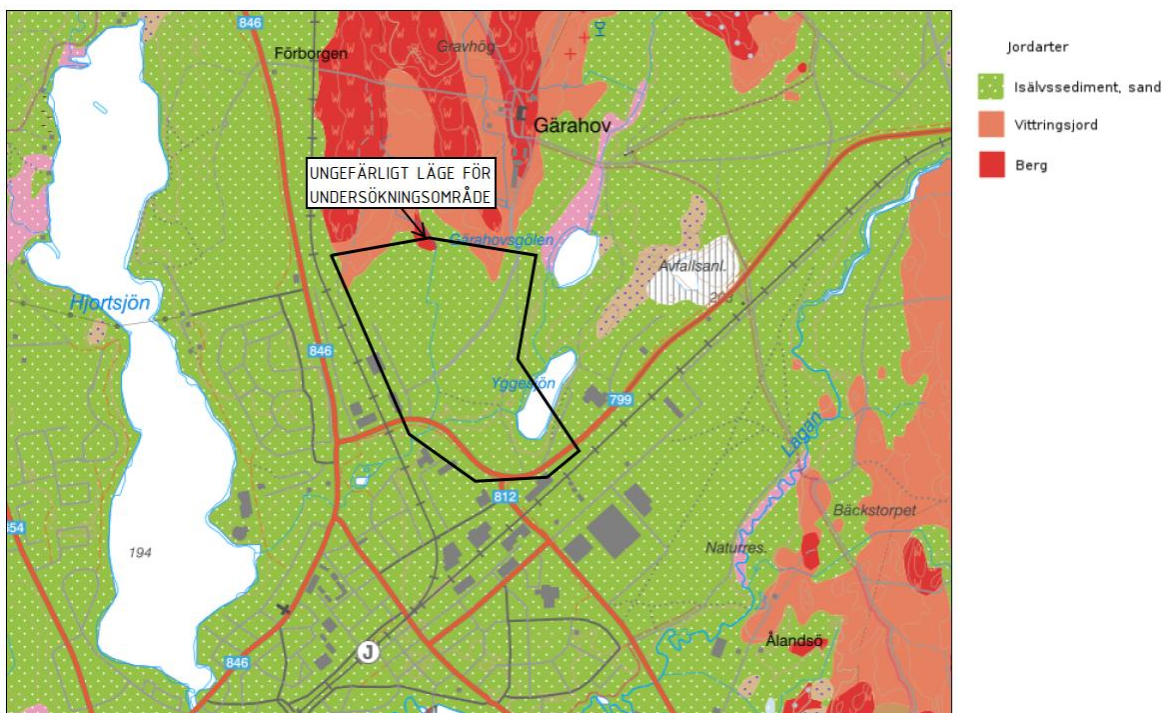 846
Förborgen
Gravhög
Gärahov
UNGEFÄRLIGT LÄGE FÖR
UNDERSÖKNINGSOMRÅDE
Gärahovsgölen
Avfallsanl.
203
Hjortsjön
846
Yggesjön
799
Lagan
812
Bäckstorpet
Naturres.
194
Ålandsö
J
846
Jordarter
Isälvssediment, sand
Vittringsjord
Berg